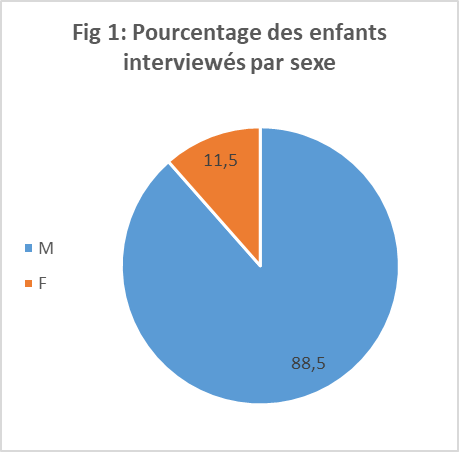 Fig 1: Pourcentage des enfants
interviewés par sexe
11,5
M
F
88,5